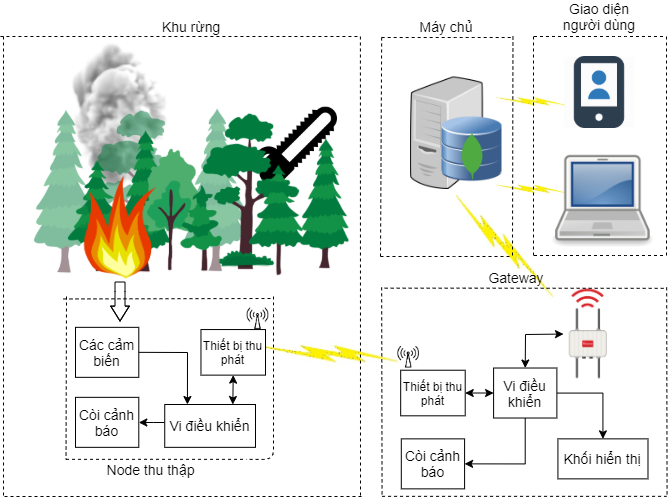 Khu rừng
Máy chủ
Giao diện
người dùng
Gateway
Các cảm
biến
Thiết bị thu
phát
Còi cảnh
báo
Vi điều khiển
Node thu thập
Thiết bị thu
phát
Vi điều
khiển
Còi cảnh
báo
Khối hiển thị